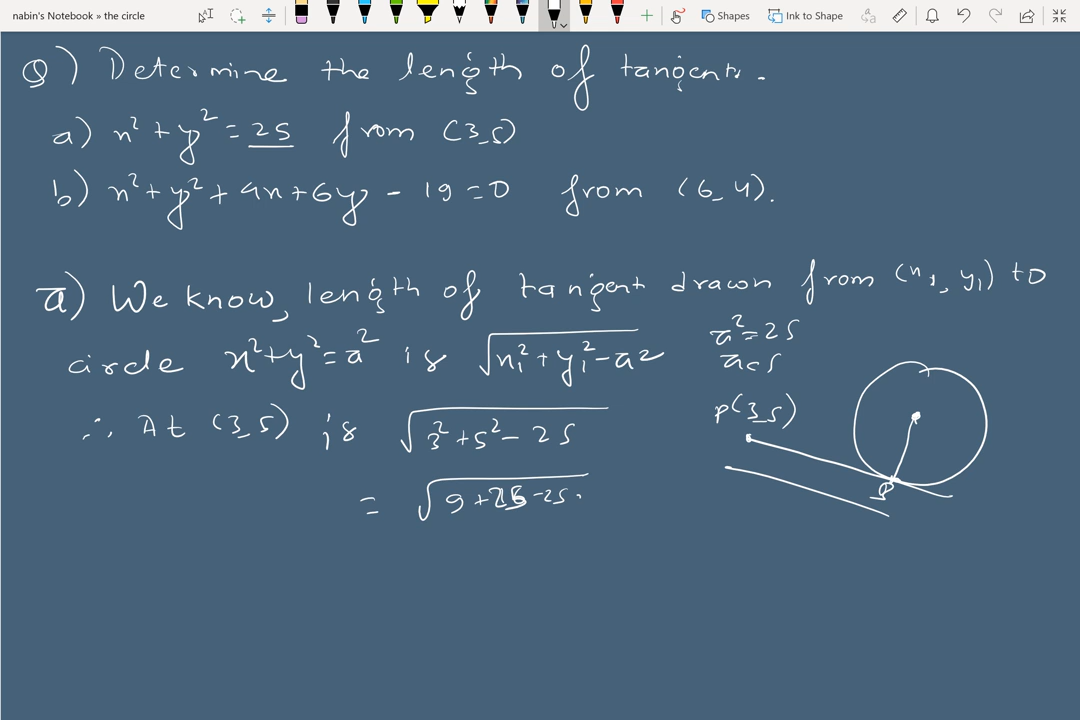 nabin's Notebook » the circle
Shapes
Ink to Shape
Q) Determine the length of tangents.
a) x² + y² = 25 from (3,5)
b) x² + y² + 4x + 6y - 19 = 0 from (6,4).
a) We know, length of tangent drawn from (x₁, y₁) to
circle x² + y² = a² is √x₁² + y₁² - a²
a² = 25
a = 5
∴ At (3,5) is √3² + 5² - 25
P(3,5)
= √9 + 25 - 25